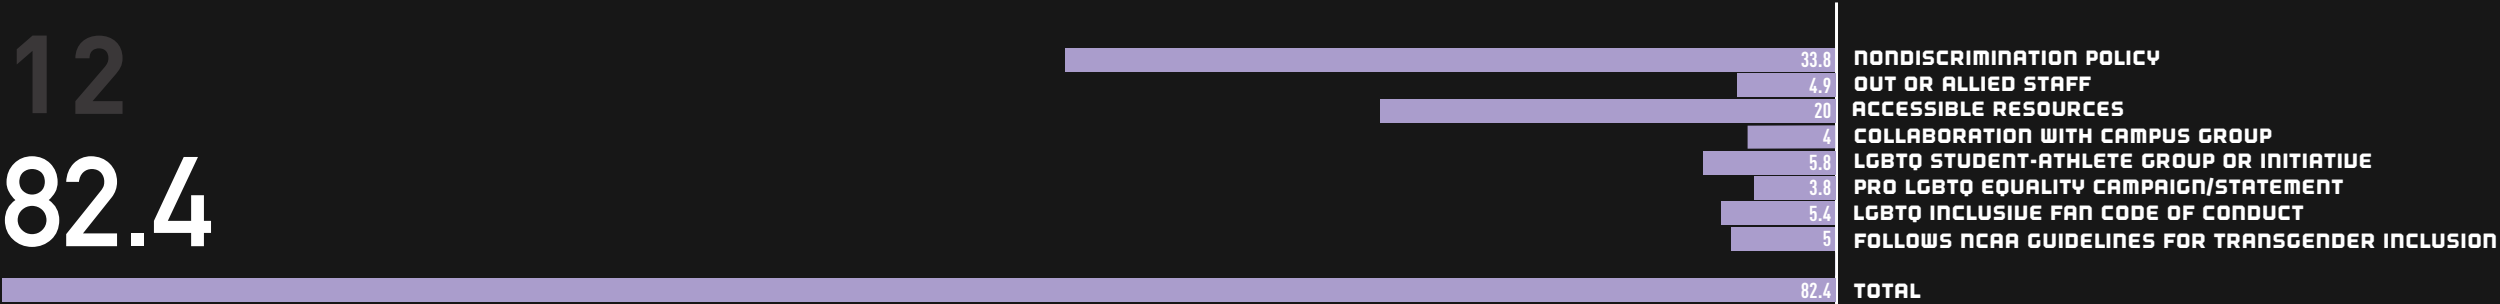 12
82.4
33.8 NONDISCRIMINATION POLICY
4.9 OUT OR ALLIED STAFF
20 ACCESSIBLE RESOURCES
4 COLLABORATION WITH CAMPUS GROUP
5.8 LGBTQ STUDENT-ATHLETE GROUP OR INITIATIVE
3.8 PRO LGBTQ EQUALITY CAMPAIGN/STATEMENT
5.4 LGBTQ INCLUSIVE FAN CODE OF CONDUCT
5 FOLLOWS NCAA GUIDELINES FOR TRANSGENDER INCLUSION
82.4 TOTAL